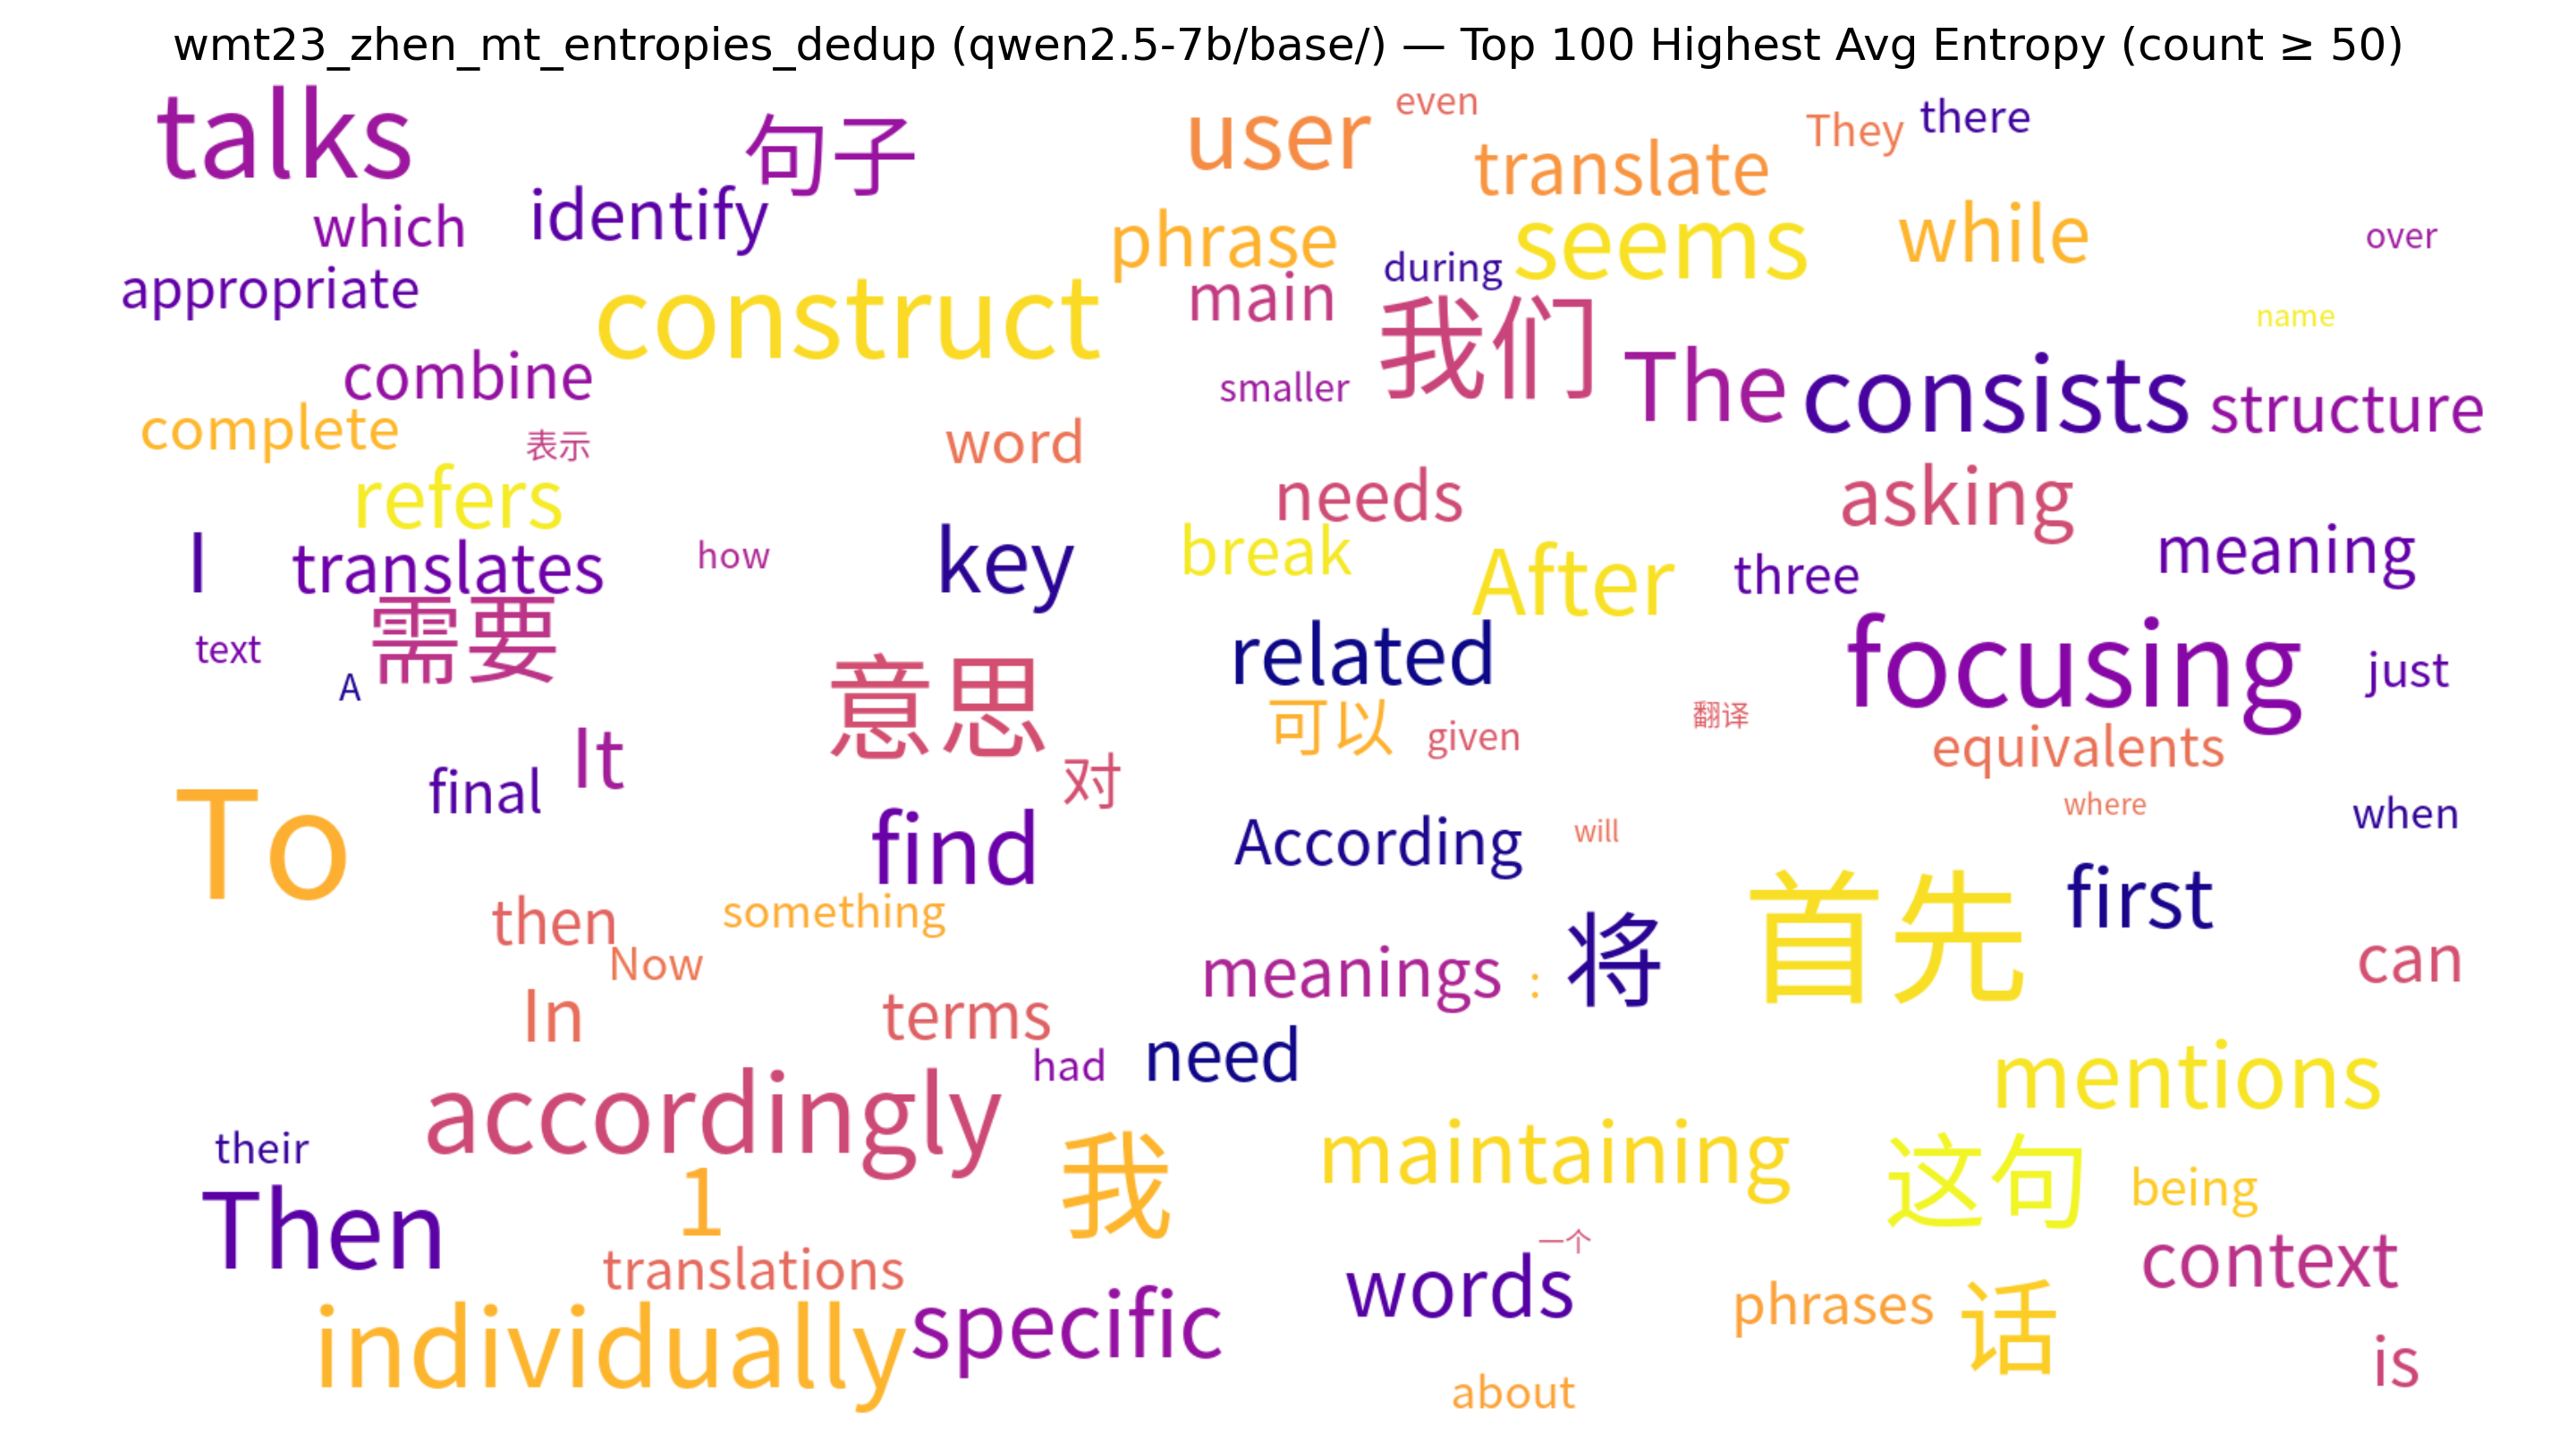 wmt23_zhen_mt_entropies_dedup (qwen2.5-7b/base/) — Top 100 Highest Avg Entropy (count ≥ 50)
talks
句子
user
even
translate
They
there
which
identify
phrase
seems
while
over
appropriate
construct
during
main
我们
name
combine
smaller
The
consists
structure
complete
表示
word
refers
needs
asking
I
translates
how
key
break
After
three
meaning
text
A
需要
意思
related
focusing
just
可以
given
翻译
equivalents
final
It
对
To
find
According
will
where
when
then
something
首先
first
Now
meanings
:
将
can
In
terms
had
need
mentions
accordingly
their
我
maintaining
这句
being
Then
1
一个
translations
words
context
individually
specific
phrases
话
is
about